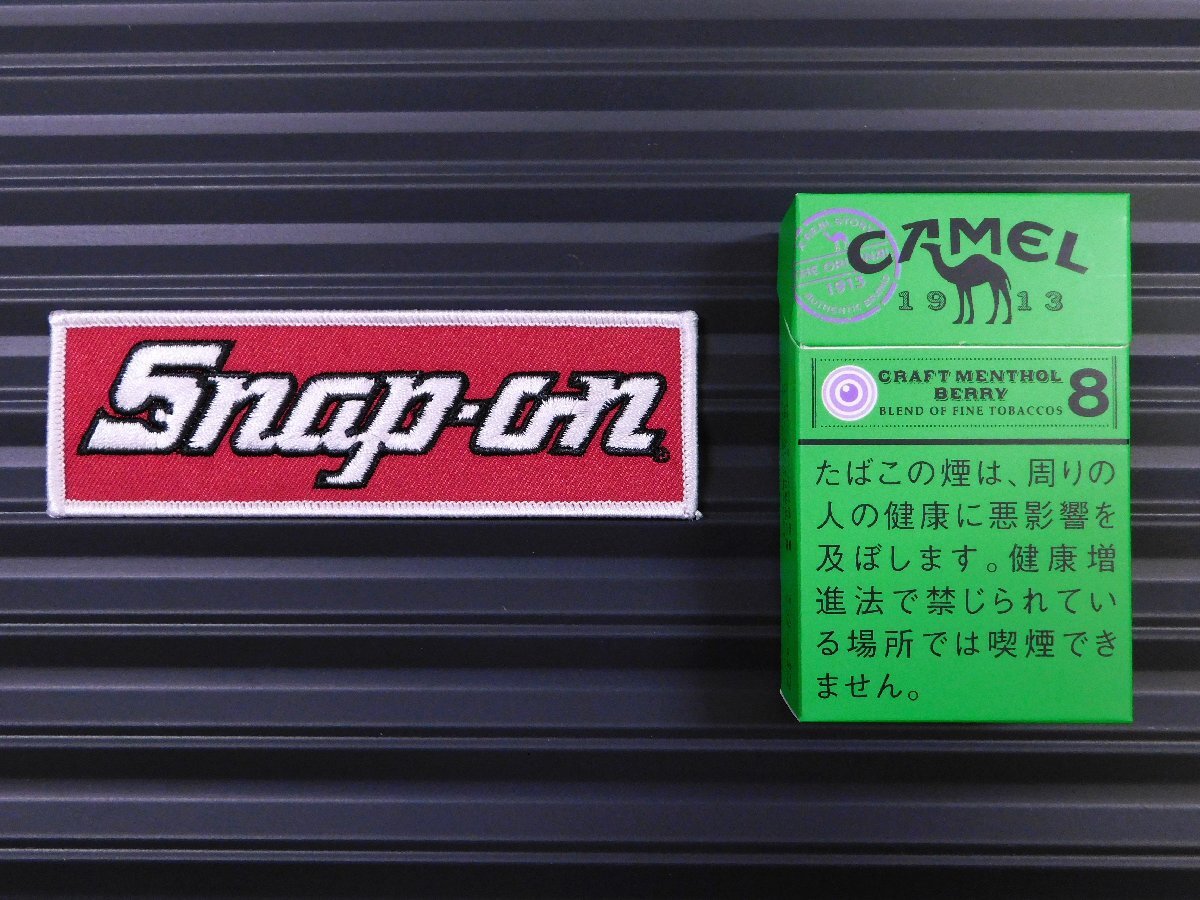 Snap-on®
CAMEL
1913
CRAFT MENTHOL
BERRY
BLEND OF FINE TOBACCOS
8
たばこの煙は、周りの
人の健康に悪影響を
及ぼします。健康増
進法で禁じられてい
る場所では喫煙でき
ません。